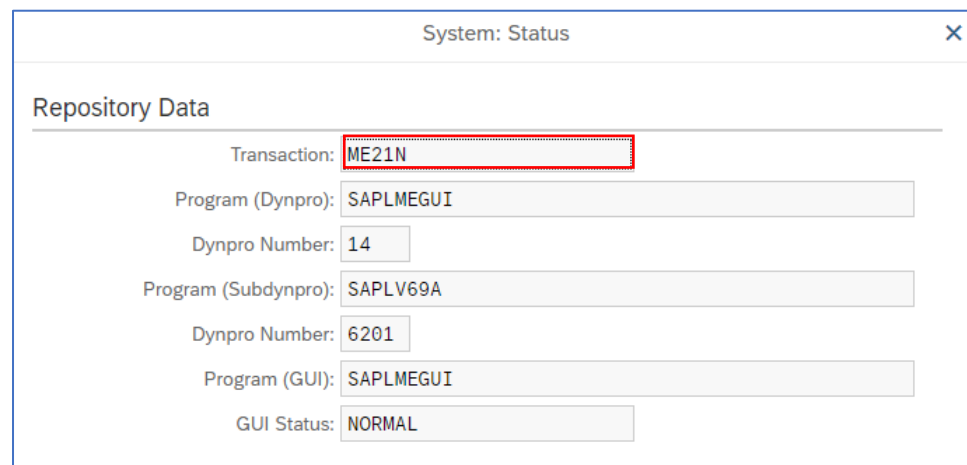 System: Status
Repository Data
Transaction: ME21N
Program (Dynpro): SAPLMEGUI
Dynpro Number: 14
Program (Subdynpro): SAPLV69A
Dynpro Number: 6201
Program (GUI): SAPLMEGUI
GUI Status: NORMAL